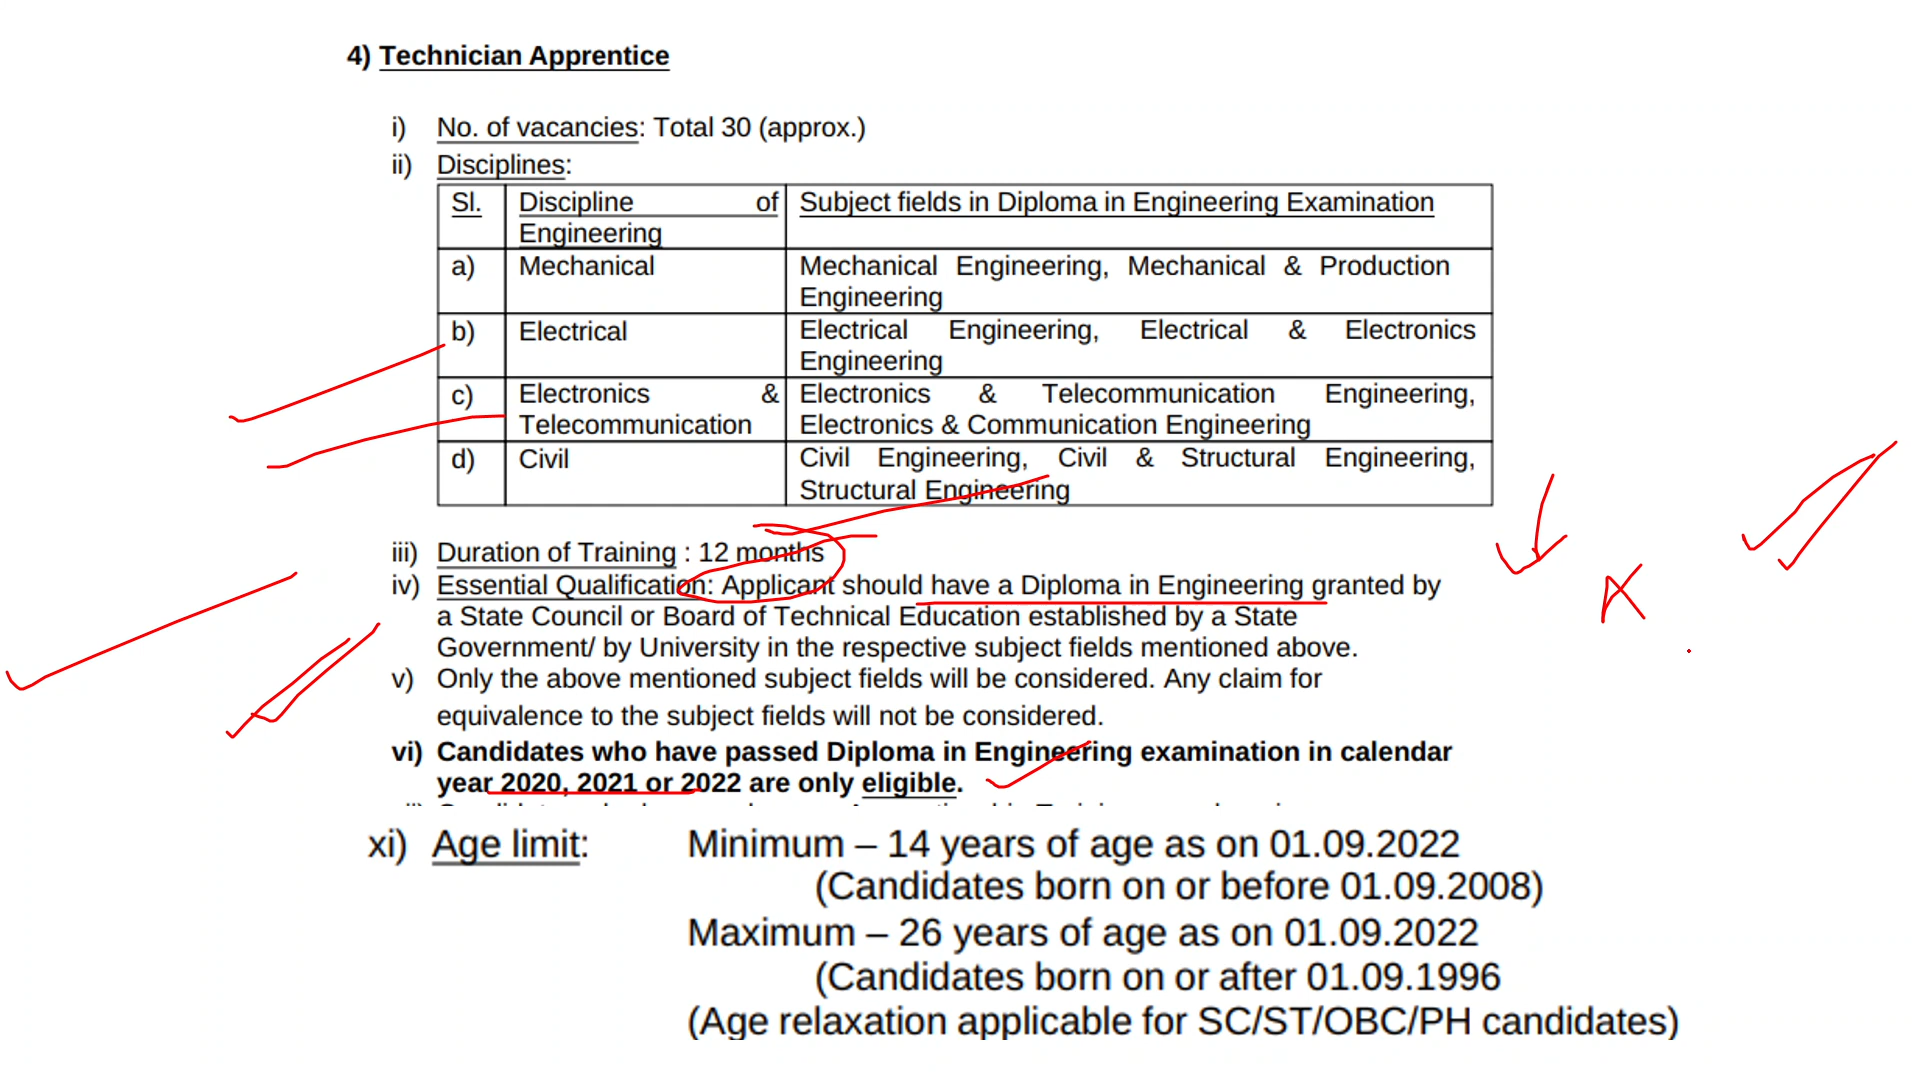 4) Technician Apprentice
i) No. of vacancies: Total 30 (approx.)
ii) Disciplines:
Sl. Discipline of Subject fields in Diploma in Engineering Examination
Engineering
a) Mechanical Mechanical Engineering, Mechanical & Production
Engineering
b) Electrical Electrical Engineering, Electrical & Electronics
Engineering
c) Electronics & Electronics & Telecommunication Engineering,
Telecommunication Electronics & Communication Engineering
d) Civil Civil Engineering, Civil & Structural Engineering,
Structural Engineering
iii) Duration of Training : 12 months
iv) Essential Qualification: Applicant should have a Diploma in Engineering granted by
a State Council or Board of Technical Education established by a State
Government/ by University in the respective subject fields mentioned above.
v) Only the above mentioned subject fields will be considered. Any claim for
equivalence to the subject fields will not be considered.
vi) Candidates who have passed Diploma in Engineering examination in calendar
year 2020, 2021 or 2022 are only eligible.
xi) Age limit: Minimum – 14 years of age as on 01.09.2022
(Candidates born on or before 01.09.2008)
Maximum – 26 years of age as on 01.09.2022
(Candidates born on or after 01.09.1996
(Age relaxation applicable for SC/ST/OBC/PH candidates)